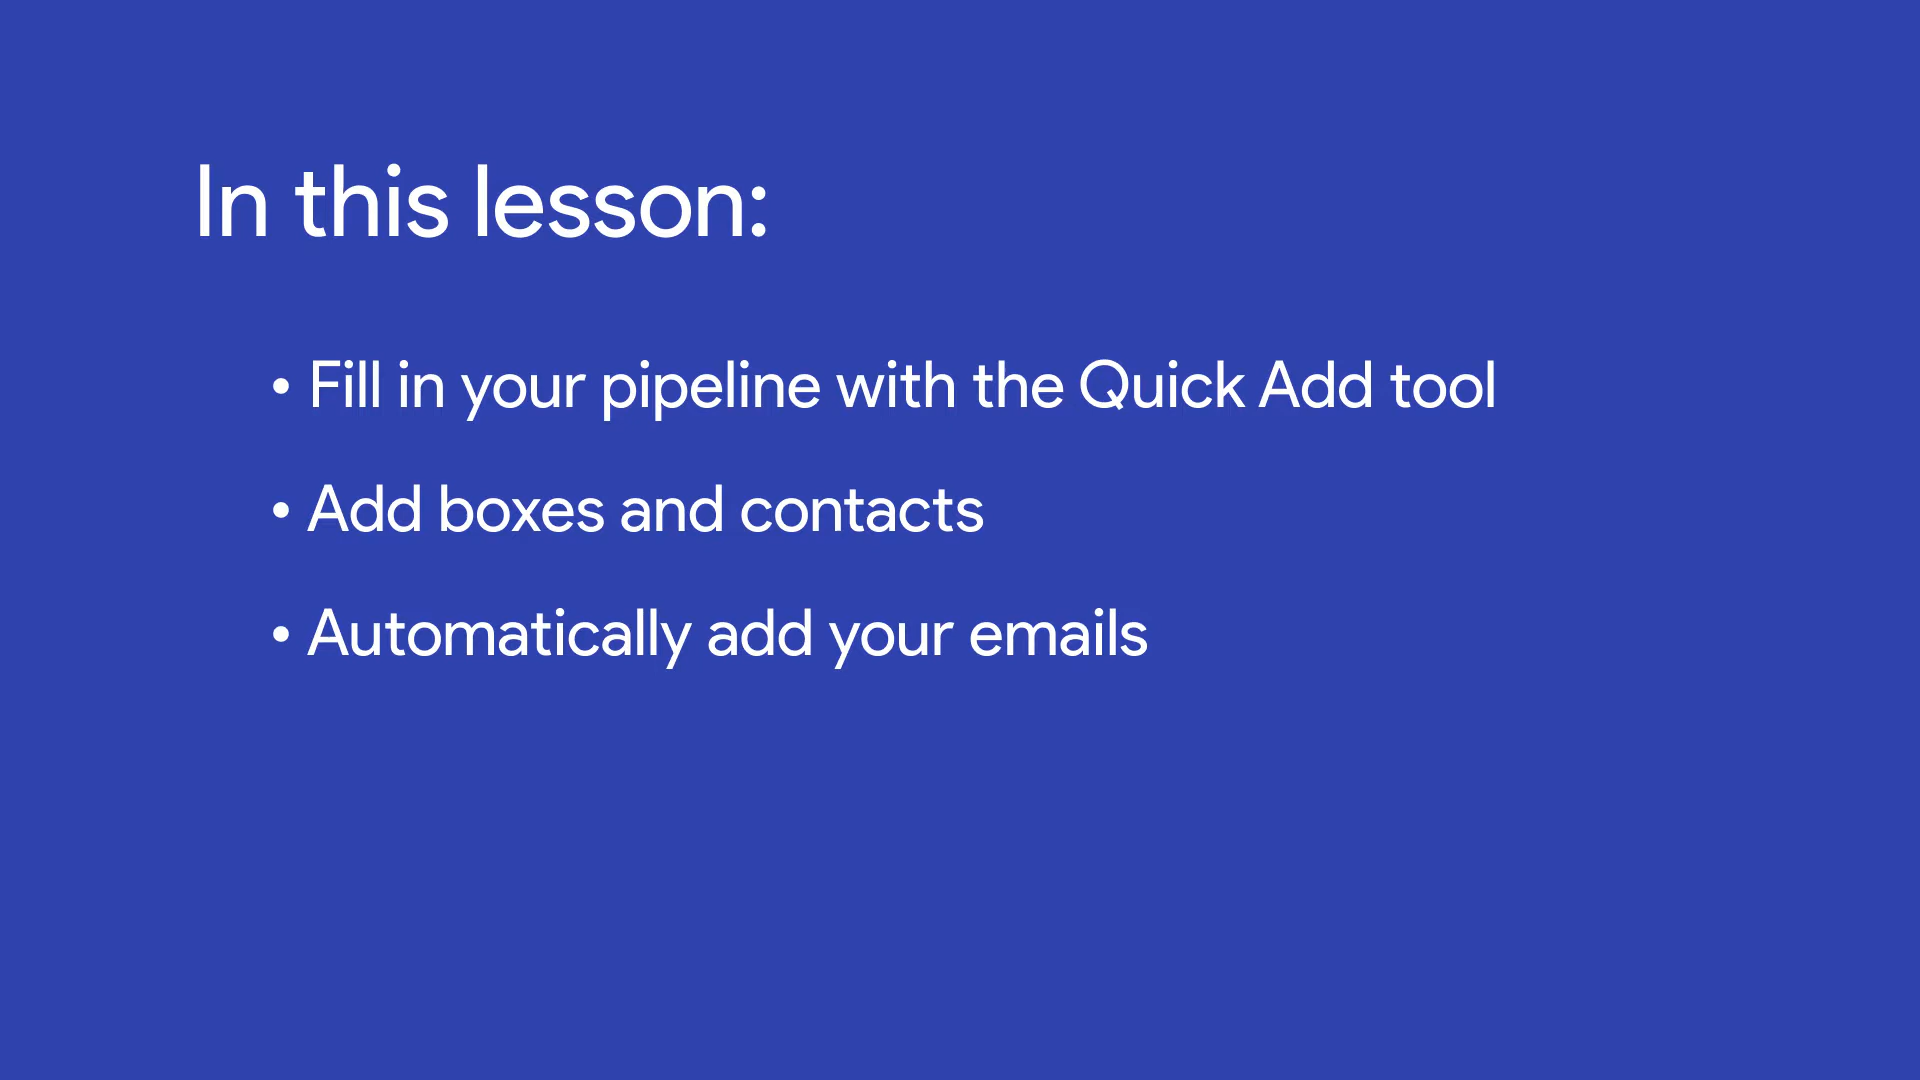 In this lesson:
• Fill in your pipeline with the Quick Add tool
• Add boxes and contacts
• Automatically add your emails